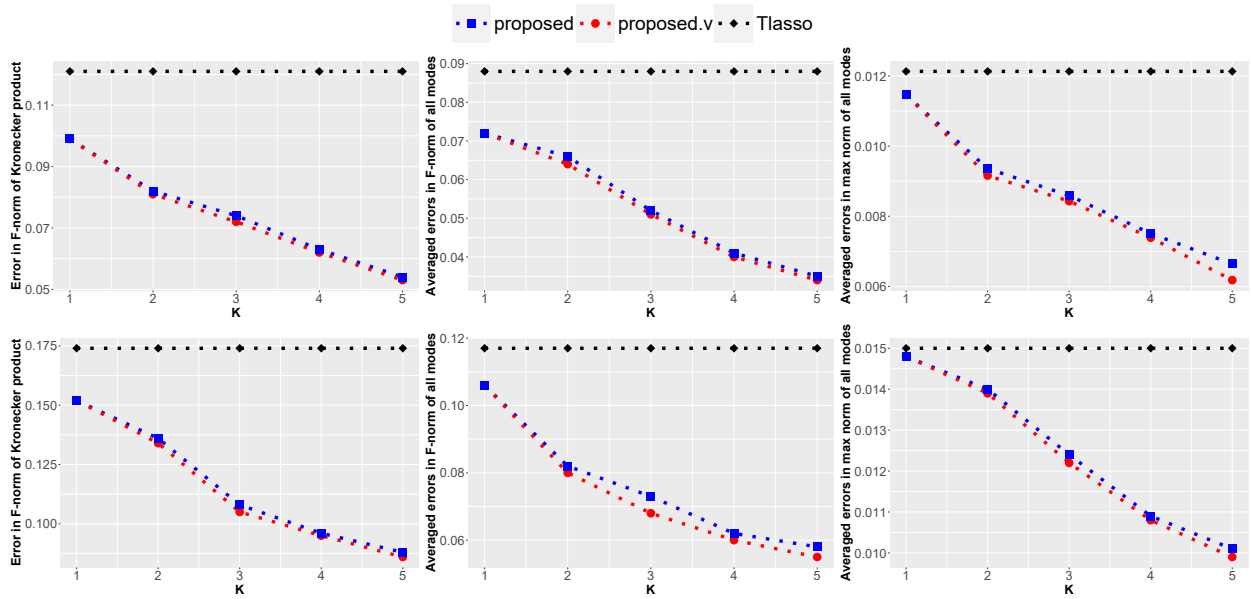 proposed proposed.v Tlasso
Error in F-norm of Kronecker product
0.11
0.09
0.07
0.05
1 2 3 4 5
K
Averaged errors in F-norm of all modes
0.09
0.08
0.07
0.06
0.05
0.04
1 2 3 4 5
K
Averaged errors in max norm of all modes
0.012
0.010
0.008
0.006
1 2 3 4 5
K
Error in F-norm of Kronecker product
0.175
0.150
0.125
0.100
1 2 3 4 5
K
Averaged errors in F-norm of all modes
0.12
0.10
0.08
0.06
1 2 3 4 5
K
Averaged errors in max norm of all modes
0.015
0.014
0.013
0.012
0.011
0.010
1 2 3 4 5
K